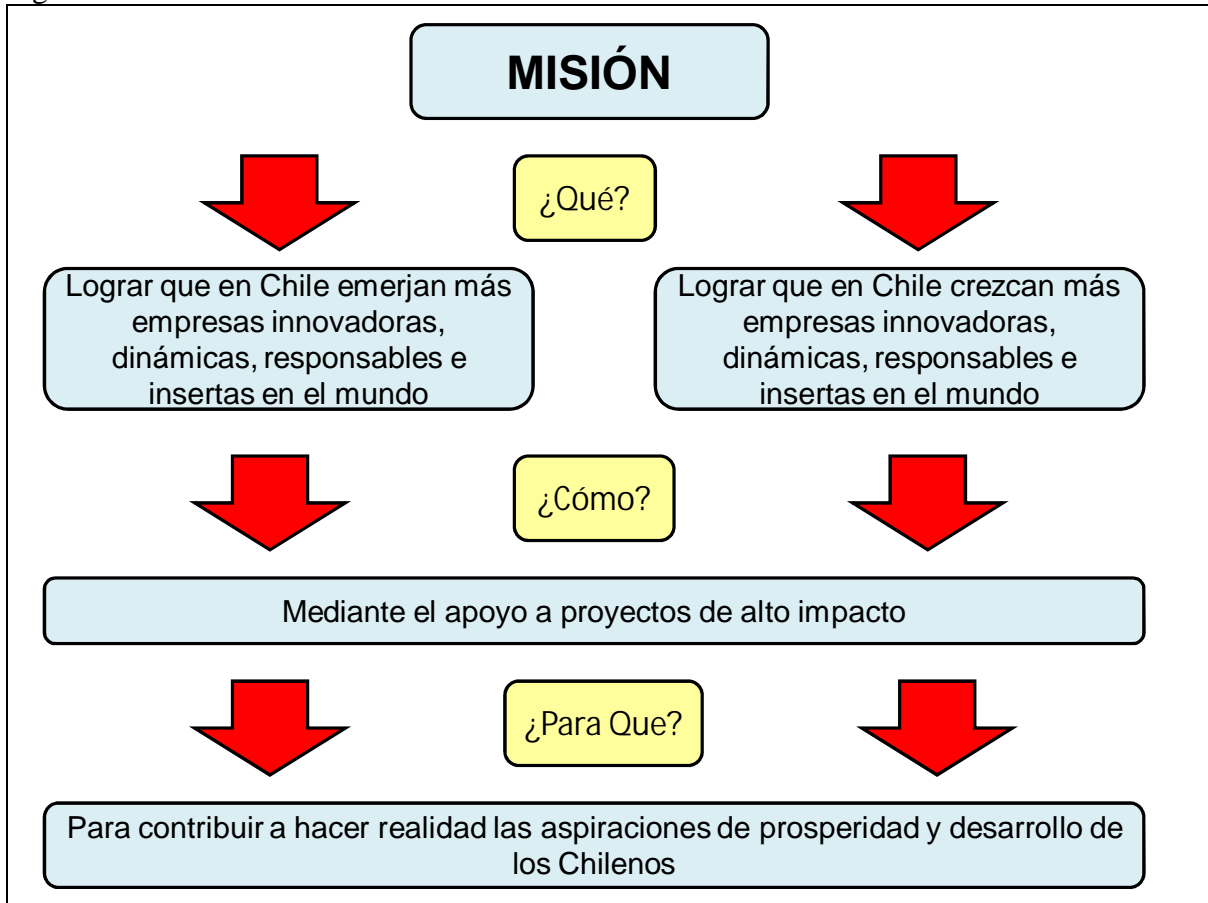 MISIÓN
¿Qué?
Lograr que en Chile emerjan más
empresas innovadoras,
dinámicas, responsables e
insertas en el mundo
Lograr que en Chile crezcan más
empresas innovadoras,
dinámicas, responsables e
insertas en el mundo
¿Cómo?
Mediante el apoyo a proyectos de alto impacto
¿Para Que?
Para contribuir a hacer realidad las aspiraciones de prosperidad y desarrollo de
los Chilenos